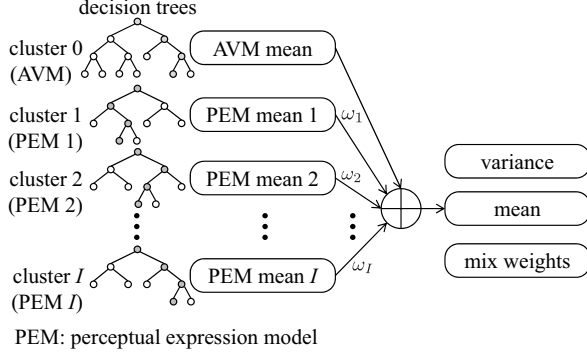 decision trees
cluster 0
(AVM)
AVM mean
cluster 1
(PEM 1)
PEM mean 1
ω1
cluster 2
(PEM 2)
PEM mean 2
ω2
variance
mean
mix weights
cluster I
(PEM I)
PEM mean I
ωI
PEM: perceptual expression model